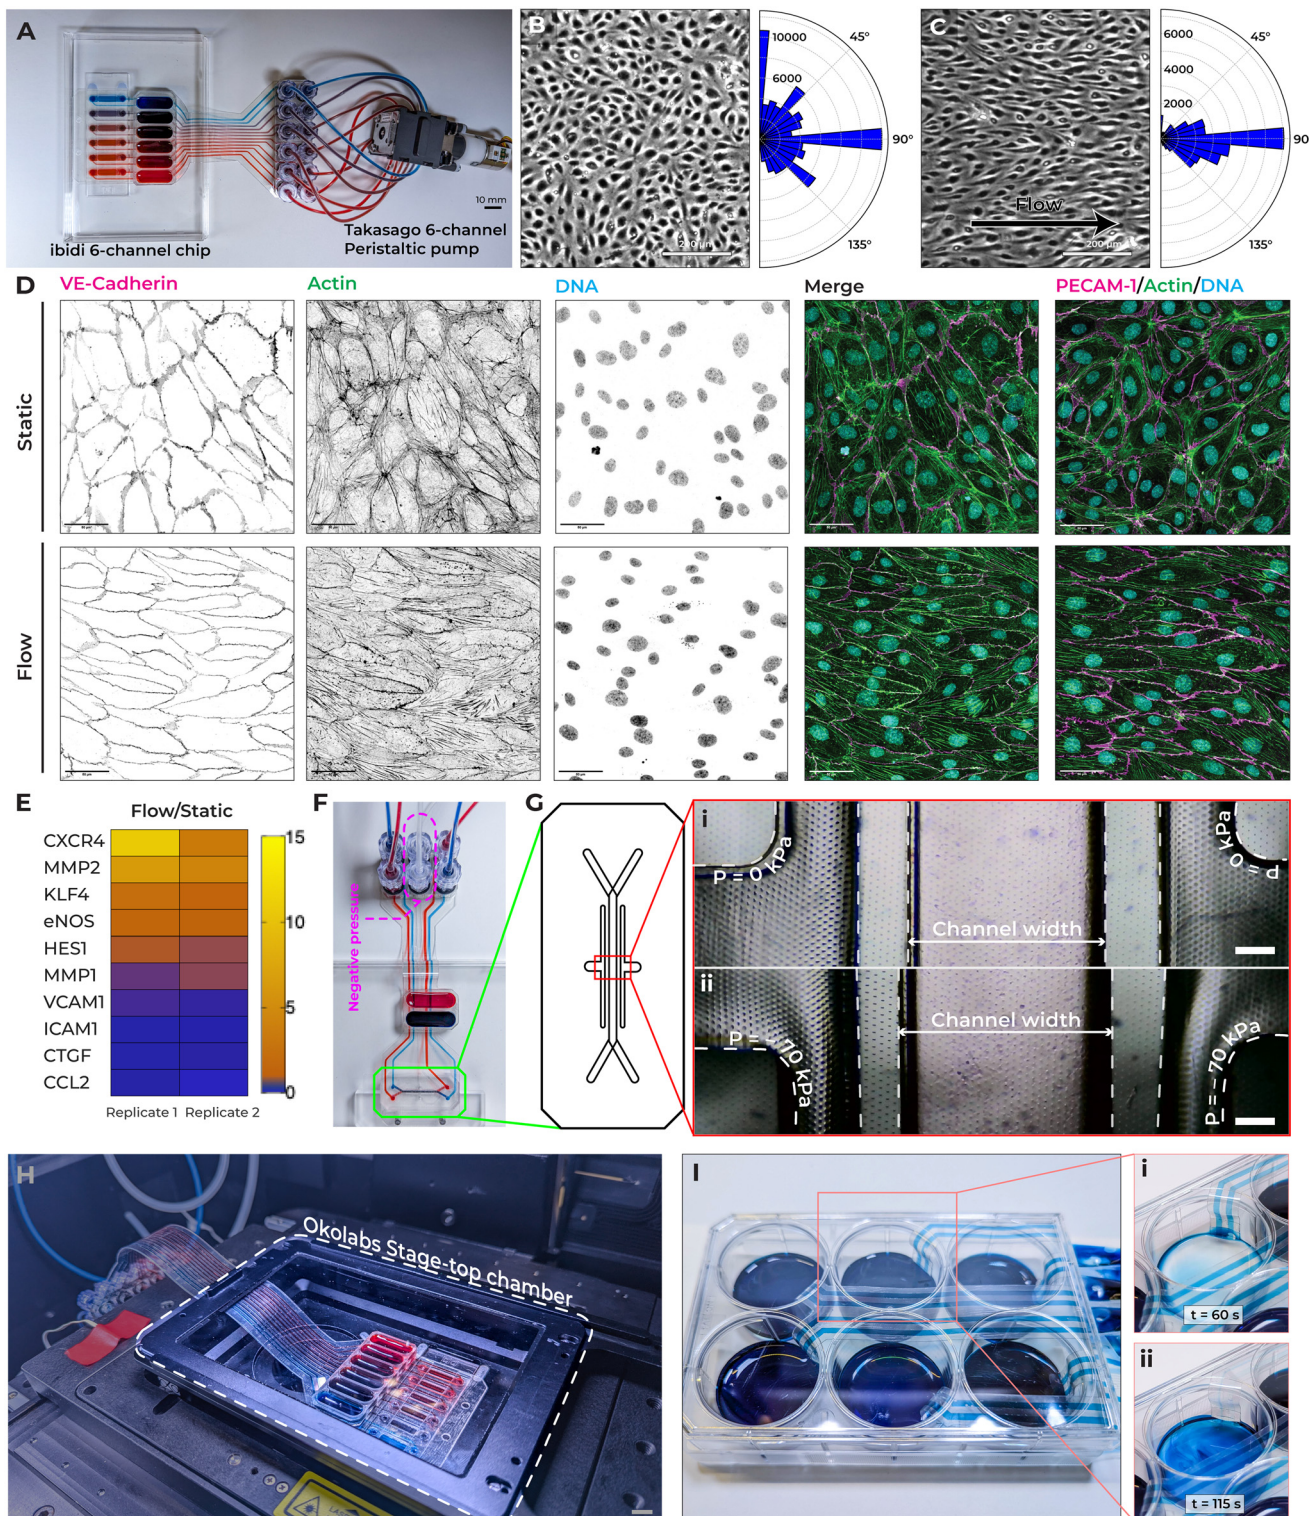 A
ibidi 6-channel chip
Takasago 6-channel
Peristaltic pump
10 mm
B
200 µm
10000
6000
45°
90°
135°
C
Flow
200 µm
6000
4000
2000
45°
90
135°
D
VE-Cadherin
Actin
DNA
Merge
PECAM-1/Actin/DNA
Static
Flow
E
Flow/Static
CXCR4
MMP2
KLF4
eNOS
HES1
MMP1
VCAM1
ICAM1
CTGF
CCL2
Replicate 1
Replicate 2
15
10
5
0
F
Negative pressure
G
i
P = 0 kPa
P = 0 kPa
Channel width
ii
P = - 70 kPa
P = - 70 kPa
Channel width
H
Okolabs Stage-top chamber
I
i
t = 60 s
ii
t = 115 s